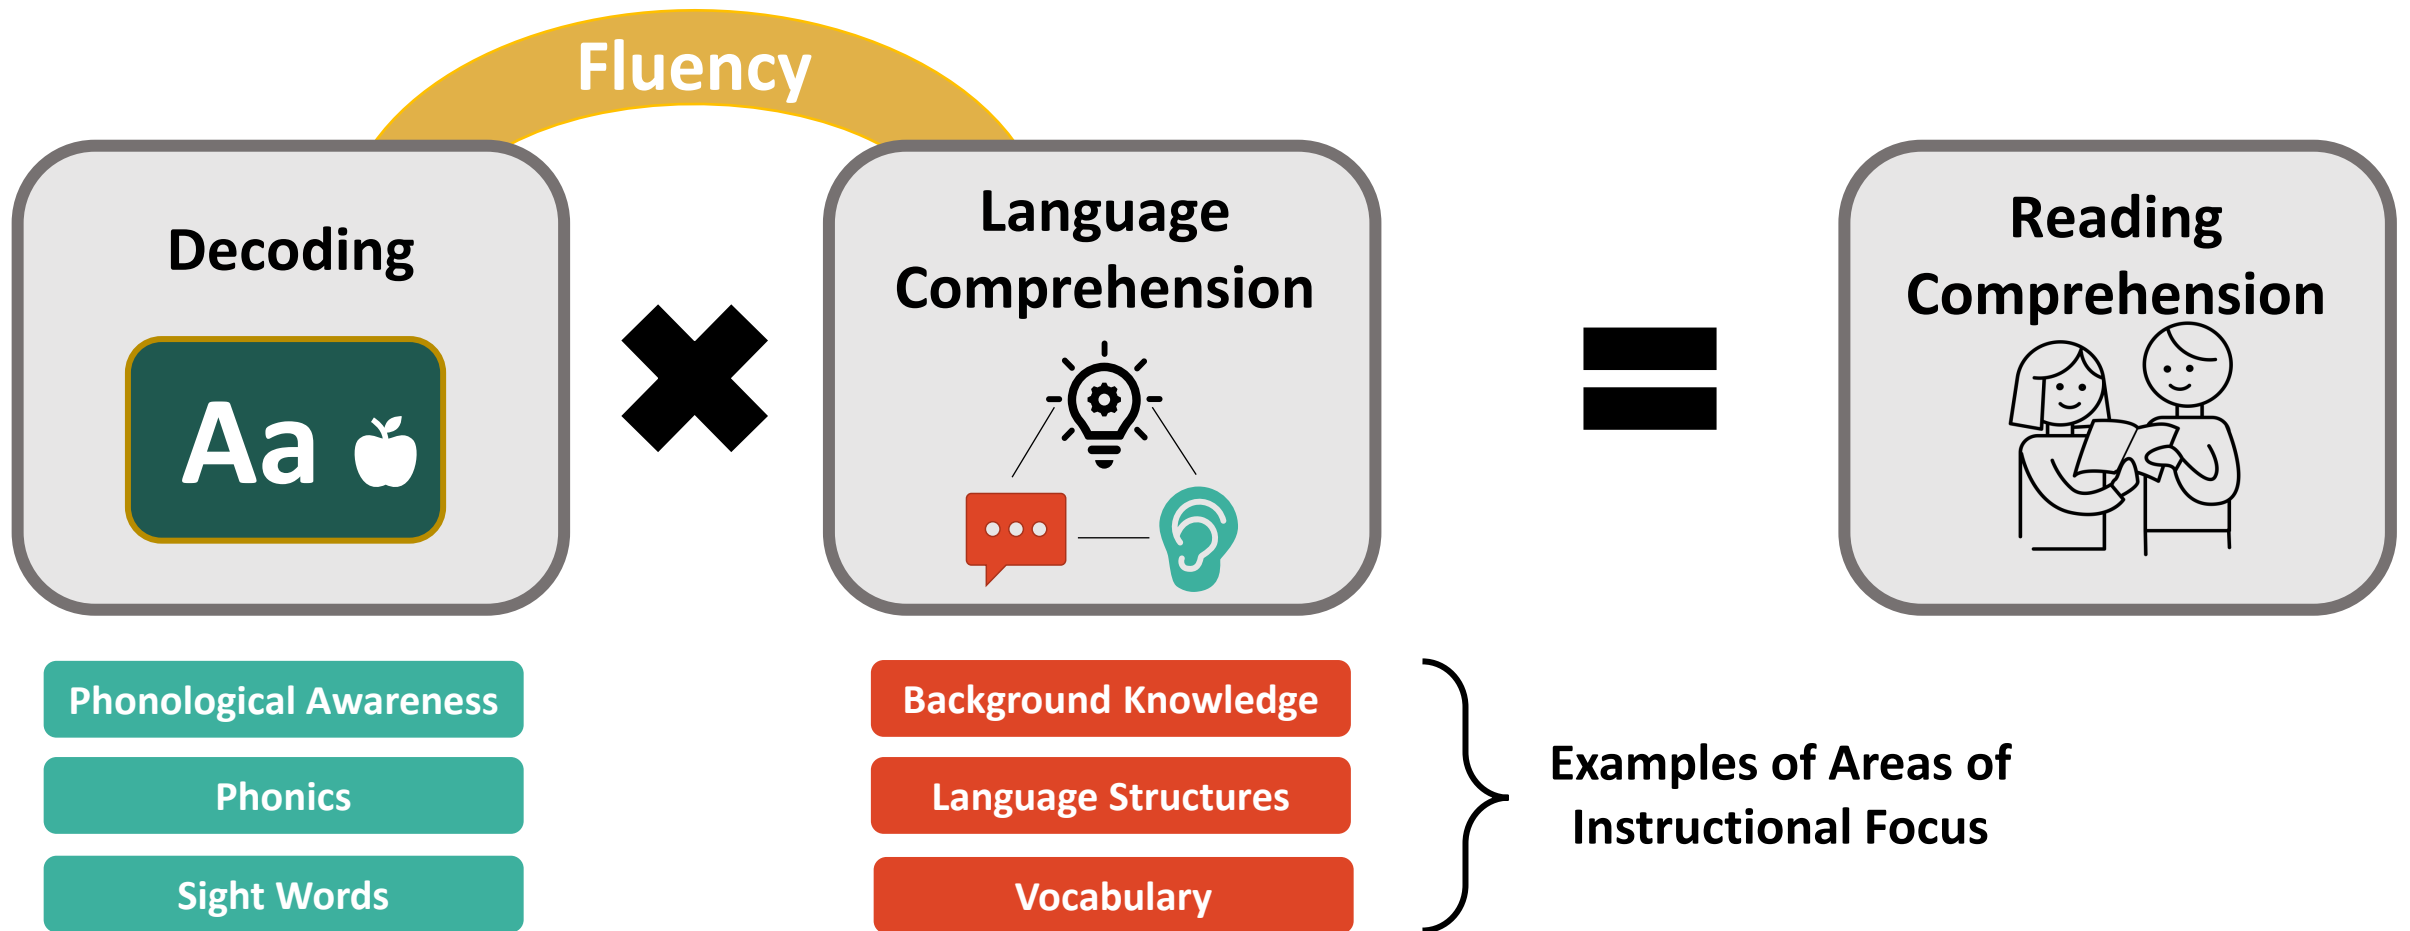 Fluency
Decoding
Aa
Language
Comprehension
Reading
Comprehension
Phonological Awareness
Phonics
Sight Words
Background Knowledge
Language Structures
Vocabulary
Examples of Areas of
Instructional Focus